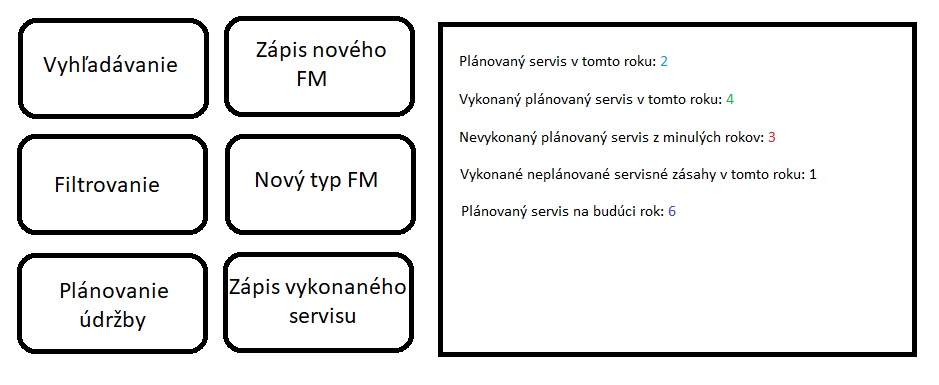 Vyhľadávanie
Zápis nového
FM
Filtrovanie
Nový typ FM
Plánovanie
údržby
Zápis vykonaného
servisu
Plánovaný servis v tomto roku: 2
Vykonaný plánovaný servis v tomto roku: 4
Nevykonaný plánovaný servis z minulých rokov: 3
Vykonané neplánované servisné zásahy v tomto roku: 1
Plánovaný servis na budúci rok: 6